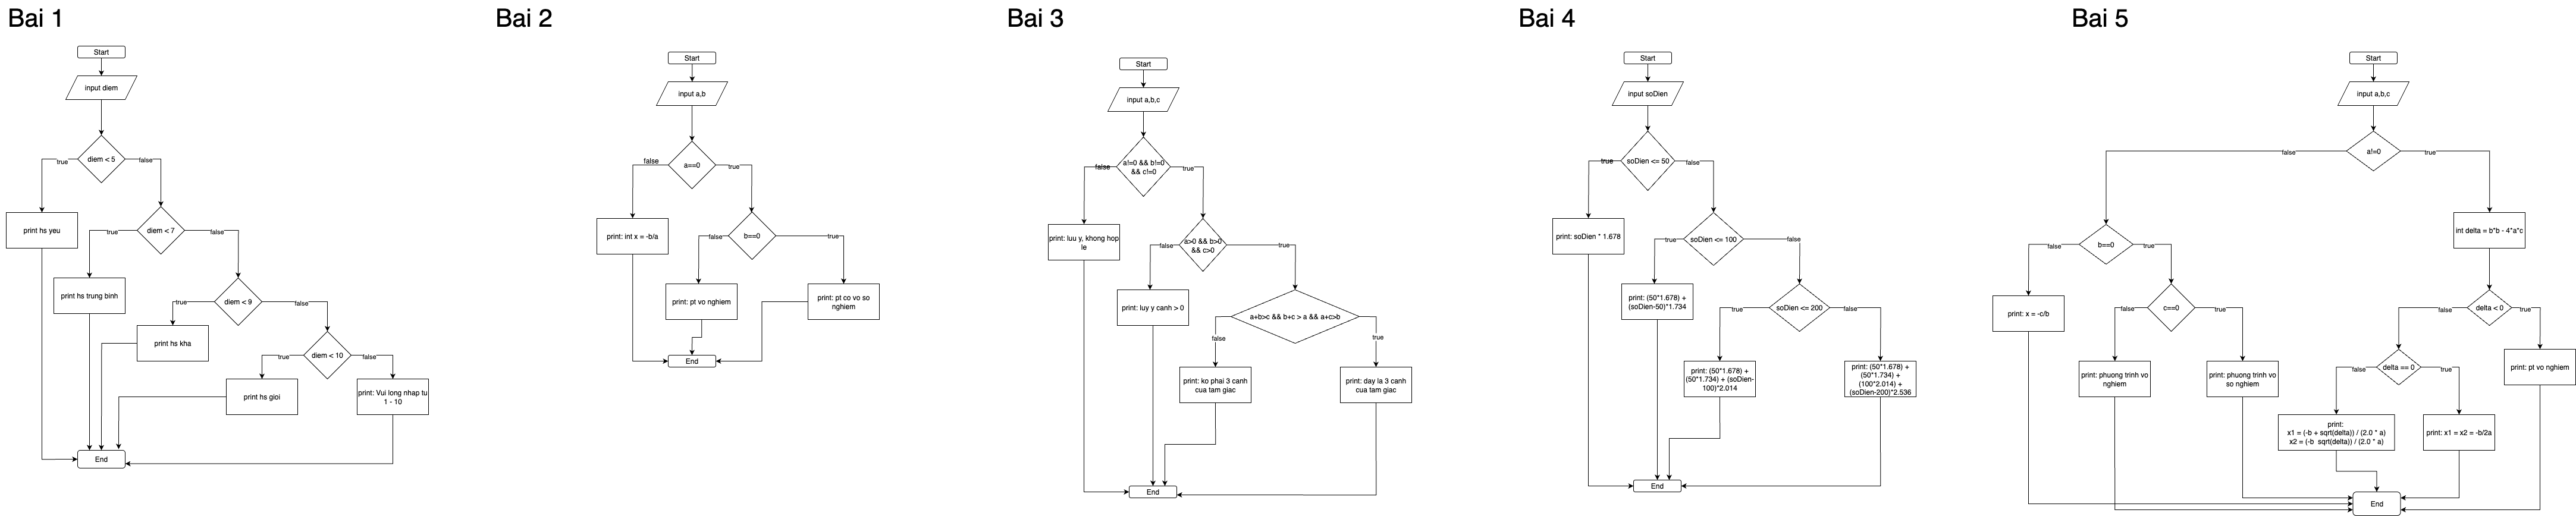 Bai 1
Start
input diem
diem < 5
true
false
print hs yeu
diem < 7
true
false
print hs trung binh
diem < 9
true
false
print hs kha
diem < 10
true
false
print hs gioi
print: Vui long nhap tu
1 - 10
End
Bai 2
Start
input a,b
a==0
false
true
print: int x = -b/a
b==0
false
true
print: pt vo nghiem
print: pt co vo so
nghiem
End
Bai 3
Start
input a,b,c
a!=0 && b!=0
&& c!=0
false
true
print: luu y, khong hop
le
a>0 && b>0
&& c>0
false
true
print: luy y canh > 0
a+b>c && b+c > a && a+c>b
false
true
print: ko phai 3 canh
cua tam giac
print: day la 3 canh
cua tam giac
End
Bai 4
Start
input soDien
soDien <= 50
true
false
print: soDien * 1.678
soDien <= 100
true
false
print: (50*1.678) +
(soDien-50)*1.734
soDien <= 200
true
false
print: (50*1.678) +
(50*1.734) + (soDien-
100)*2.014
print: (50*1.678) +
(50*1.734) +
(100*2.014) +
(soDien-200)*2.536
End
Bai 5
Start
input a,b,c
a!=0
false
true
b==0
false
true
print: x = -c/b
c==0
false
true
print: phuong trinh vo
nghiem
print: phuong trinh vo
so nghiem
int delta = b*b - 4*a*c
delta < 0
false
true
delta == 0
false
true
print: pt vo nghiem
print:
x1 = (-b + sqrt(delta)) / (2.0 * a)
x2 = (-b sqrt(delta)) / (2.0 * a)
print: x1 = x2 = -b/2a
End